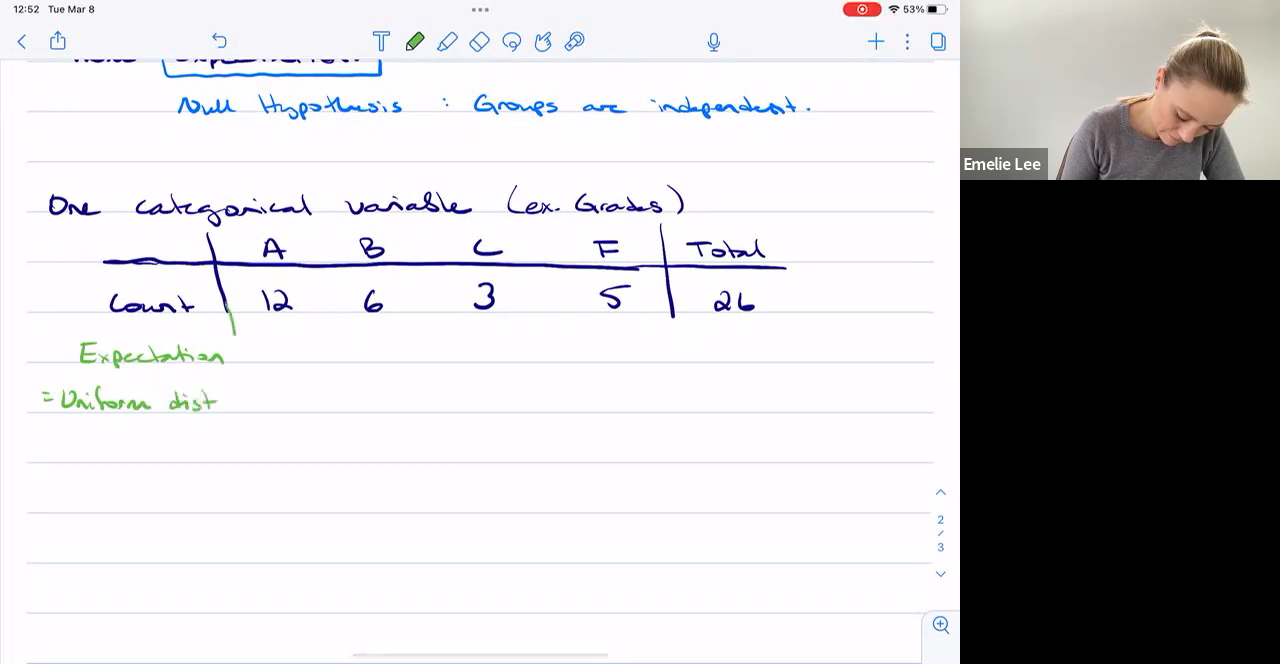 12:52 Tue Mar 8
53%
Null Hypothesis : Groups are independent.
Emelie Lee
One categorical variable (ex. Grades)
A B C F Total
Count 12 6 3 5 26
Expectation
= Uniform dist
2
/
3